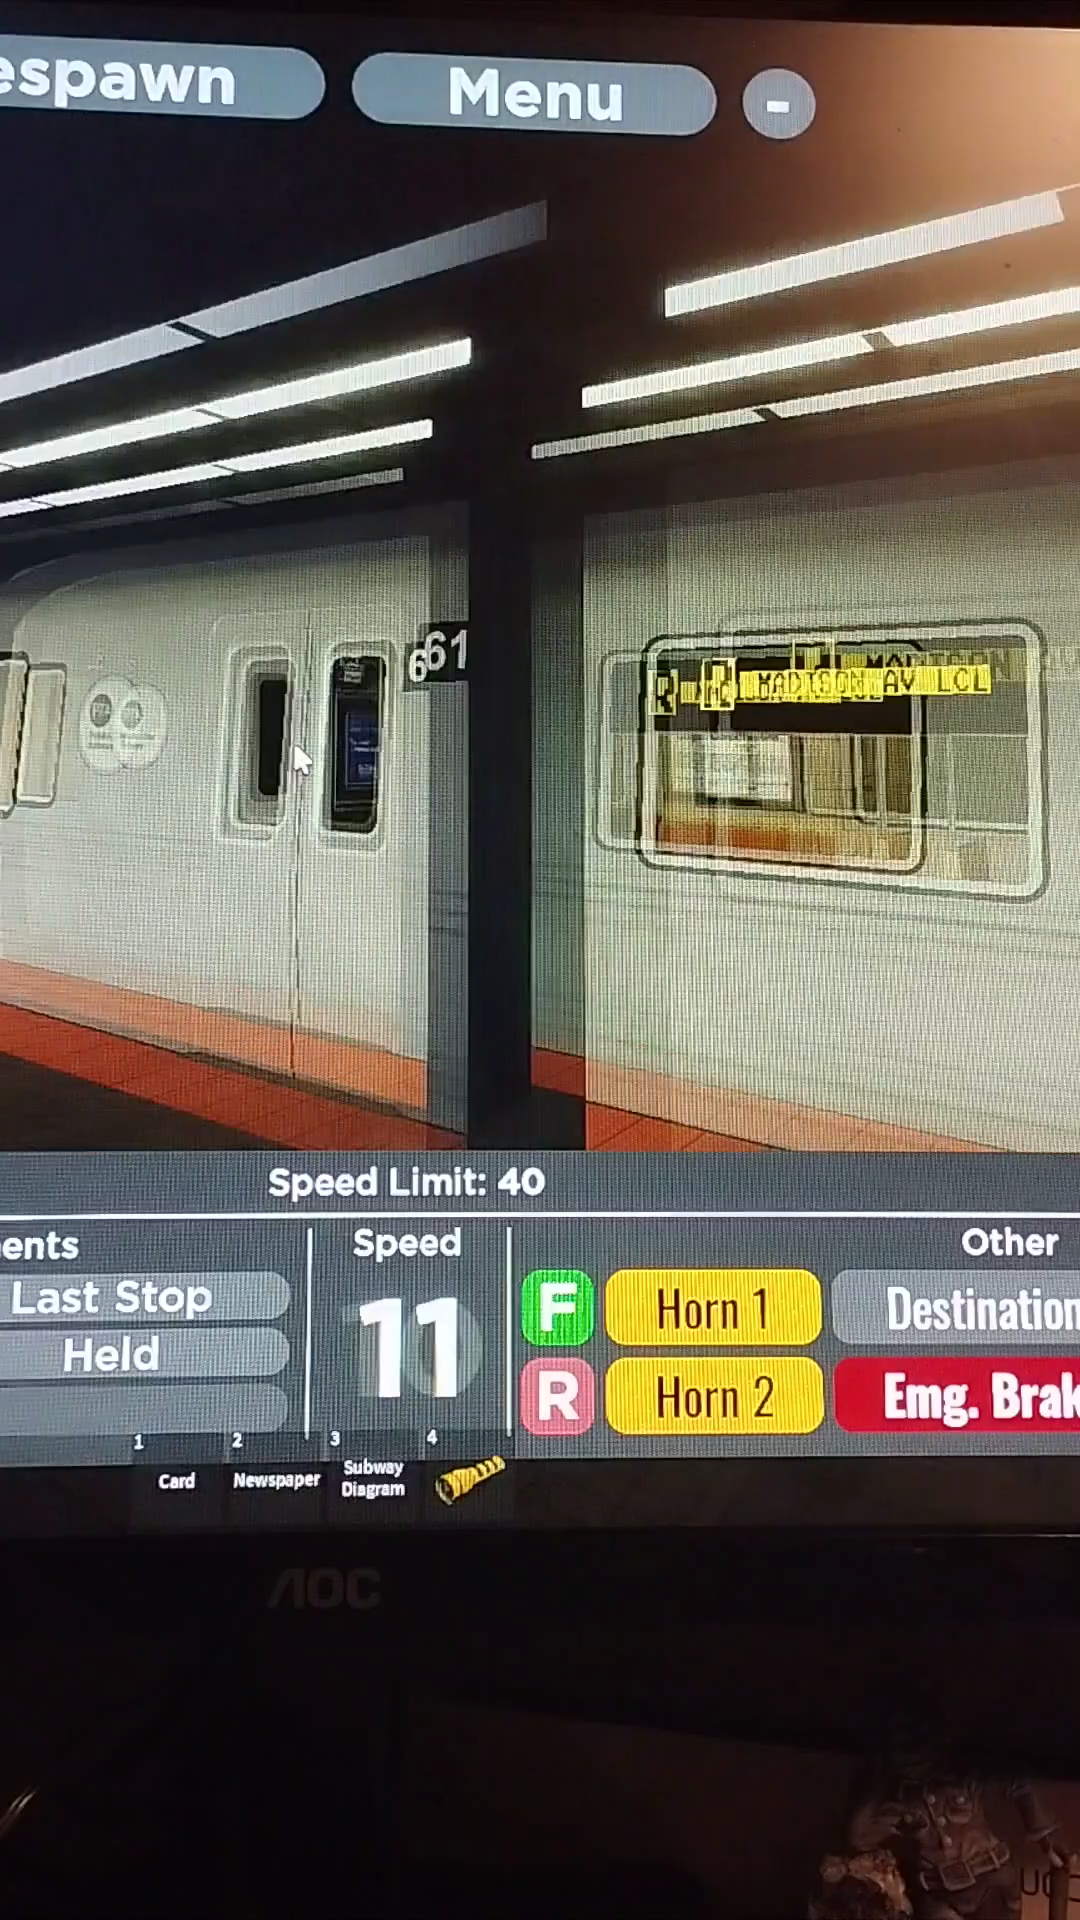 espawn
Menu
-
61
R MADISON AV LCL
Speed Limit: 40
ents
Speed
Other
Last Stop
11
F
Horn 1
Destination
Held
R
Horn 2
Emg. Brak
1
2
3
4
Card
Newspaper
Subway
Diagram
AOC